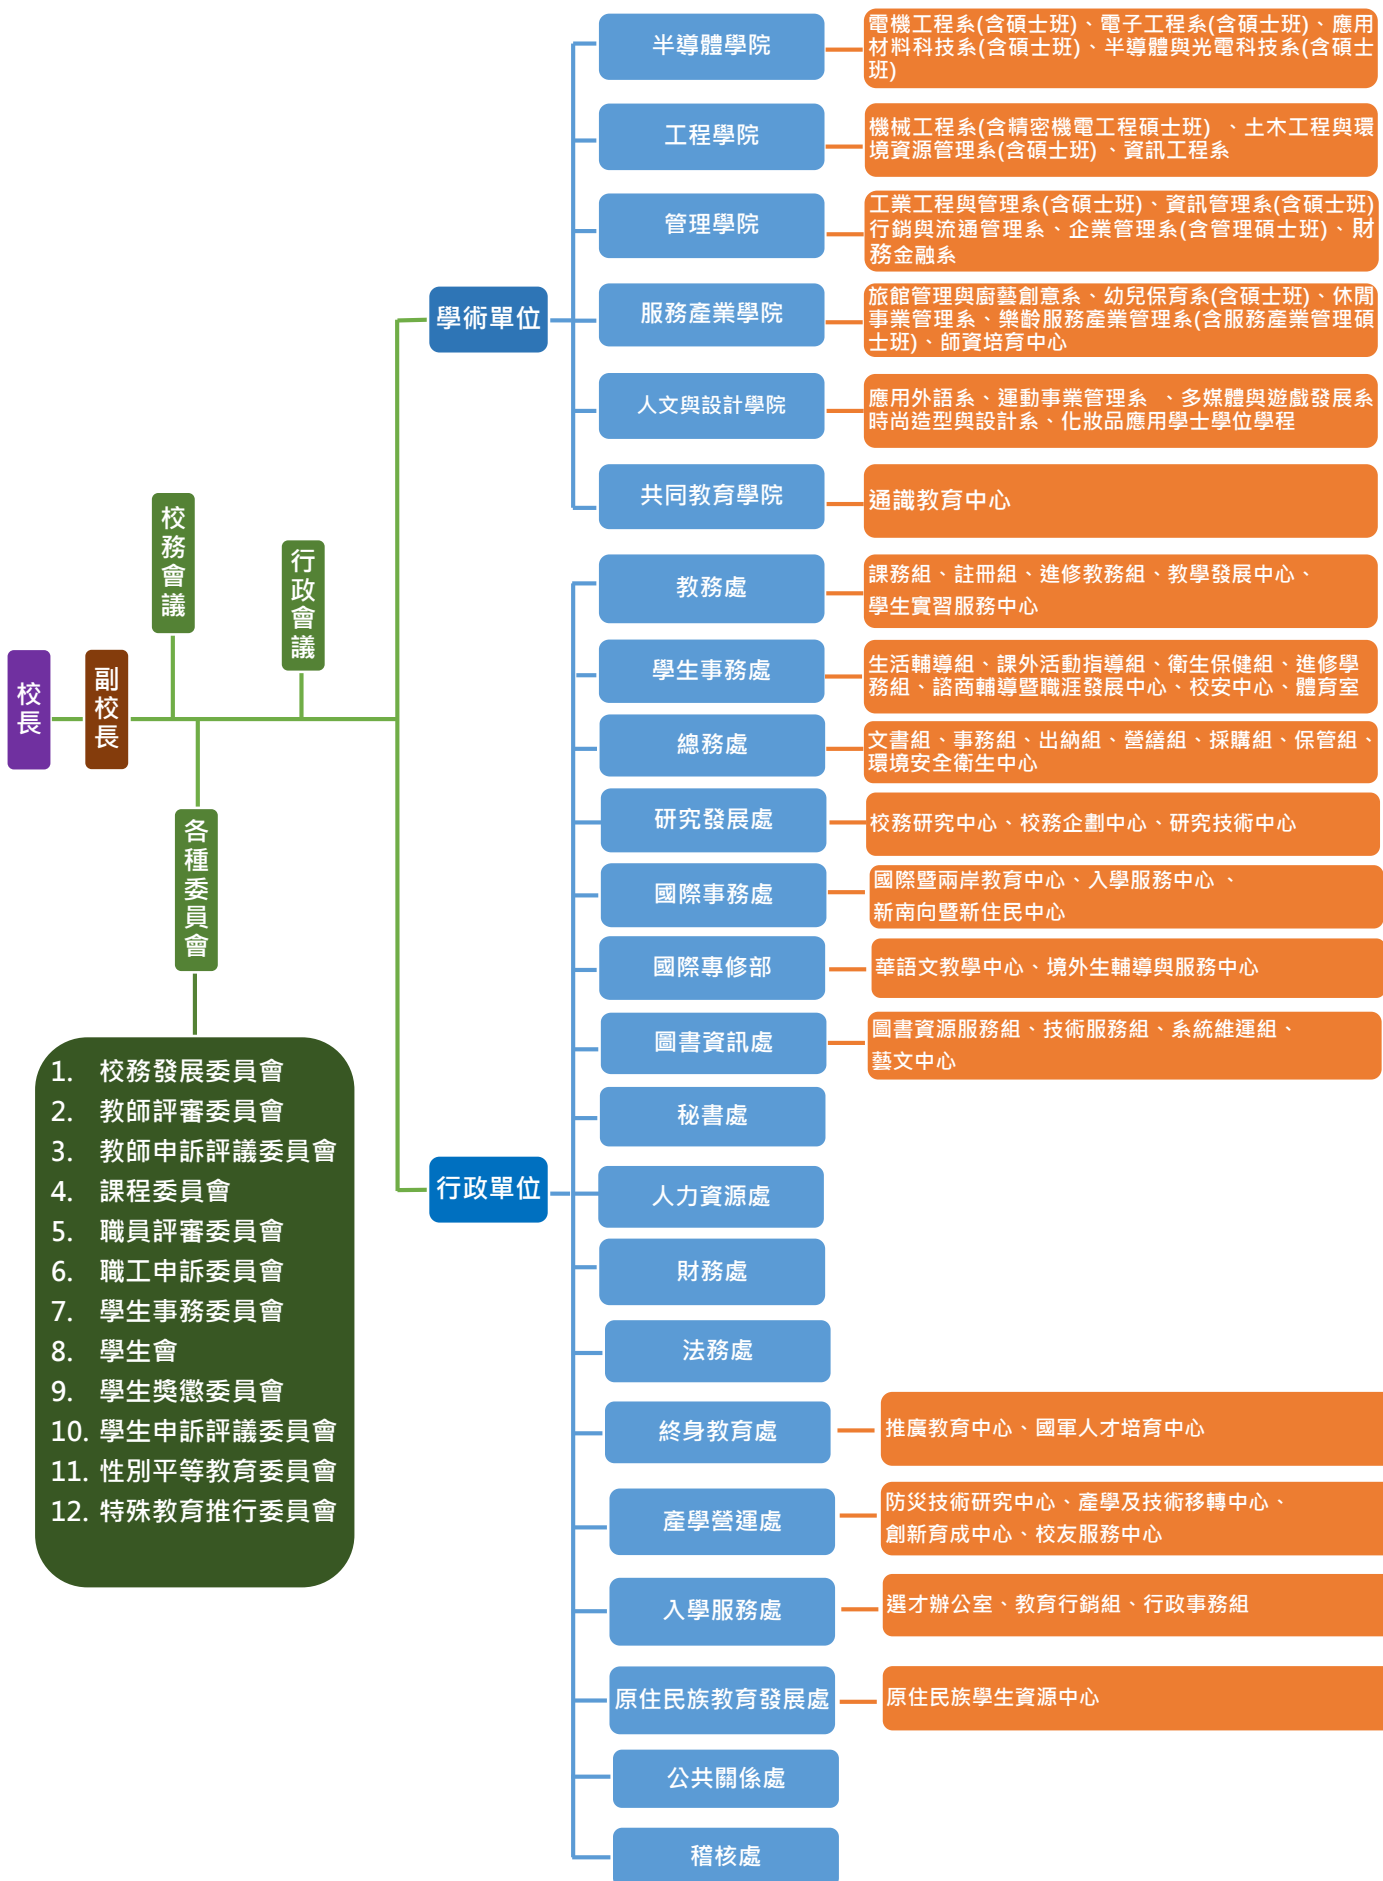 校長
副校長
校務會議
行政會議
各種委員會
1. 校務發展委員會
2. 教師評審委員會
3. 教師申訴評議委員會
4. 課程委員會
5. 職員評審委員會
6. 職工申訴委員會
7. 學生事務委員會
8. 學生會
9. 學生獎懲委員會
10. 學生申訴評議委員會
11. 性別平等教育委員會
12. 特殊教育推行委員會
學術單位
半導體學院
電機工程系(含碩士班)、電子工程系(含碩士班)、應用
材料科技系(含碩士班)、半導體與光電科技系(含碩士
班)
工程學院
機械工程系(含精密機電工程碩士班) 、土木工程與環
境資源管理系(含碩士班)、資訊工程系
管理學院
工業工程與管理系(含碩士班)、資訊管理系(含碩士班)
行銷與流通管理系、企業管理系(含管理碩士班)、財
務金融系
服務產業學院
旅館管理與廚藝創意系、幼兒保育系(含碩士班)、休閒
事業管理系、樂齡服務產業管理系(含服務產業管理碩
士班)、師資培育中心
人文與設計學院
應用外語系、運動事業管理系 、多媒體與遊戲發展系
時尚造型與設計系、化妝品應用學士學位學程
共同教育學院
通識教育中心
行政單位
教務處
課務組、註冊組、進修教務組、教學發展中心、
學生實習服務中心
學生事務處
生活輔導組、課外活動指導組、衛生保健組、進修學
務組、諮商輔導暨職涯發展中心、校安中心、體育室
總務處
文書組、事務組、出納組、營繕組、採購組、保管組、
環境安全衛生中心
研究發展處
校務研究中心、校務企劃中心、研究技術中心
國際事務處
國際暨兩岸教育中心、入學服務中心 、
新南向暨新住民中心
國際專修部
華語文教學中心、境外生輔導與服務中心
圖書資訊處
圖書資源服務組、技術服務組、系統維運組、
藝文中心
秘書處
人力資源處
財務處
法務處
終身教育處
推廣教育中心、國軍人才培育中心
產學營運處
防災技術研究中心、產學及技術移轉中心、
創新育成中心、校友服務中心
入學服務處
選才辦公室、教育行銷組、行政事務組
原住民族教育發展處
原住民族學生資源中心
公共關係處
稽核處